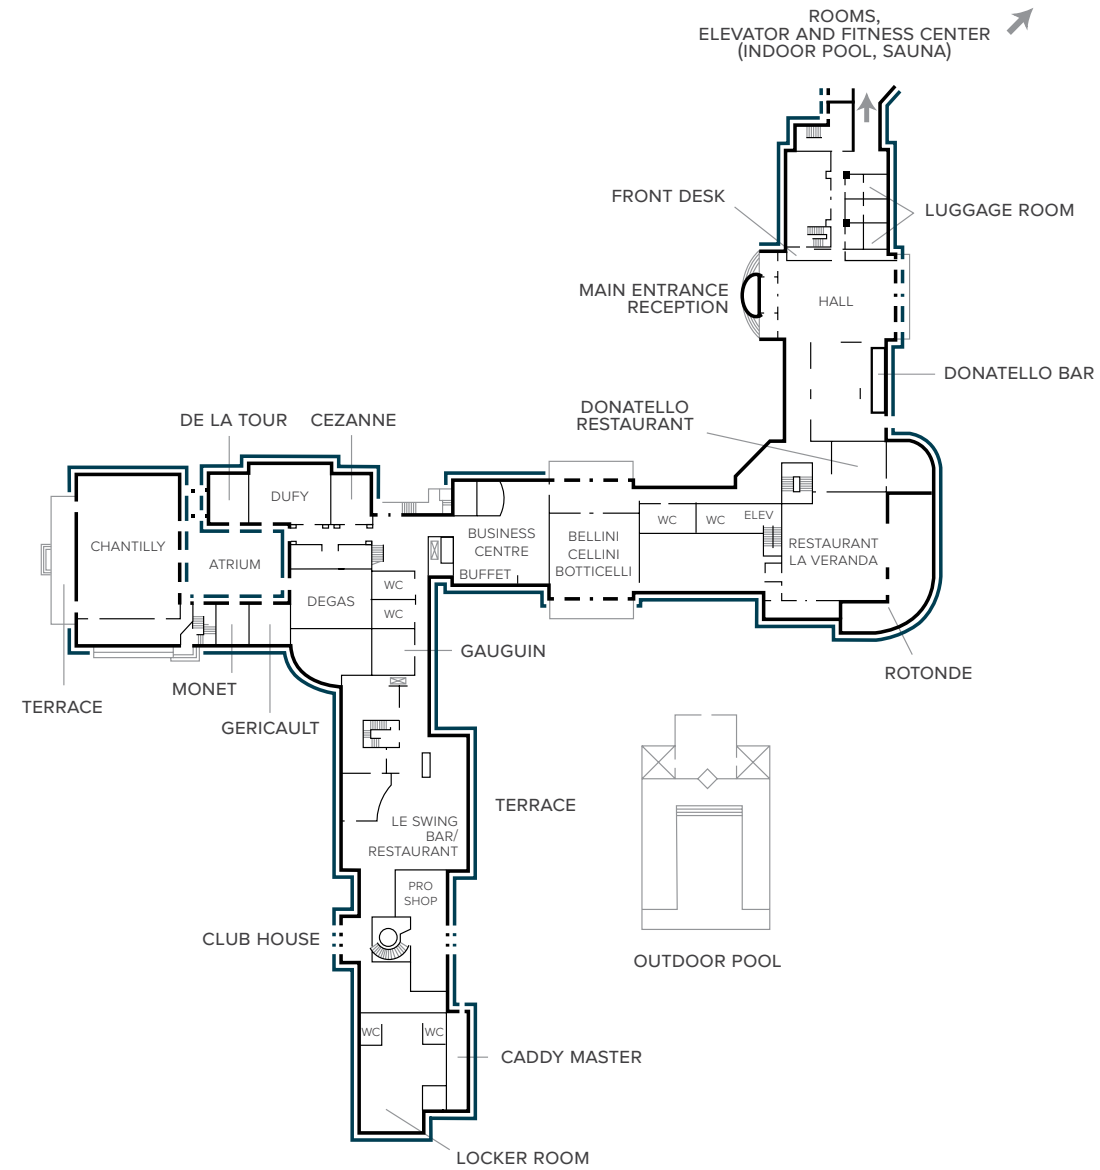 ROOMS,
ELEVATOR AND FITNESS CENTER
(INDOOR POOL, SAUNA)
FRONT DESK
LUGGAGE ROOM
MAIN ENTRANCE
RECEPTION
HALL
DONATELLO BAR
DONATELLO
RESTAURANT
DE LA TOUR
CEZANNE
DUFY
CHANTILLY
ATRIUM
BUSINESS
CENTRE
BUFFET
BELLINI
CELLINI
BOTTICELLI
WC
WC
ELEV
RESTAURANT
LA VERANDA
DEGAS
WC
WC
GAUGUIN
ROTONDE
MONET
TERRACE
GERICAULT
TERRACE
LE SWING
BAR/
RESTAURANT
PRO
SHOP
CLUB HOUSE
OUTDOOR POOL
WC
WC
CADDY MASTER
LOCKER ROOM